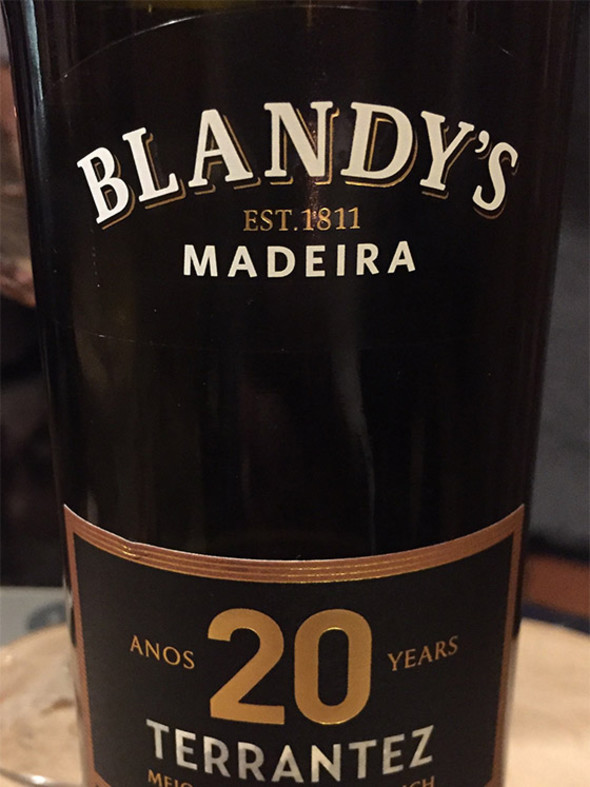 BLANDY'S
EST.1811
MADEIRA
ANOS 20 YEARS
TERRANTEZ